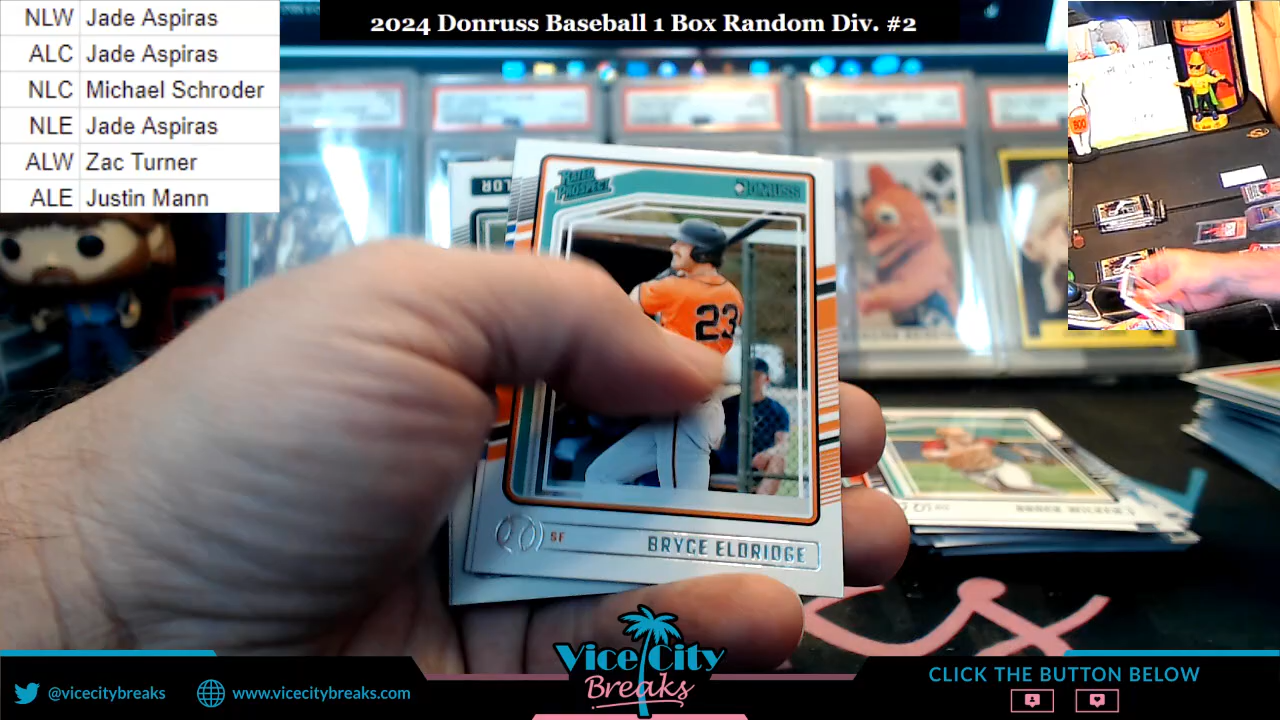 NLW Jade Aspiras
ALC Jade Aspiras
NLC Michael Schroder
NLE Jade Aspiras
ALW Zac Turner
ALE Justin Mann
2024 Donruss Baseball 1 Box Random Div. #2
RATED PROSPECT
DONRUSS
23
SF
BRYCE ELDRIDGE
Vice City
Breaks
@vicecitybreaks
www.vicecitybreaks.com
CLICK THE BUTTON BELOW